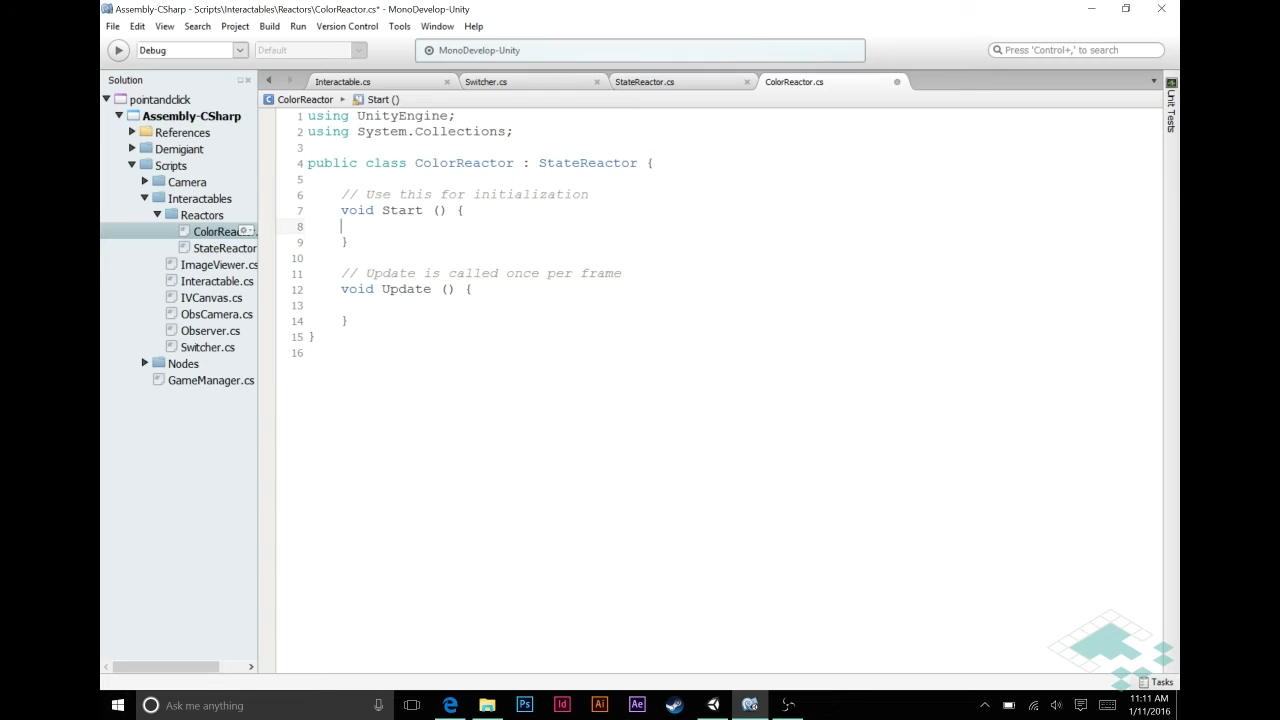 Assembly-CSharp - Scripts\Interactables\Reactors\ColorReactor.cs* - MonoDevelop-Unity
File Edit View Search Project Build Run Version Control Tools Window Help
Debug Default MonoDevelop-Unity Press 'Control+,' to search
Solution
pointandclick
Assembly-CSharp
References
Demigiant
Scripts
Camera
Interactables
Reactors
StateReactor
ImageViewer.cs
Interactable.cs
IVCanvas.cs
ObsCamera.cs
Observer.cs
Switcher.cs
Nodes
GameManager.cs
Interactable.cs Switcher.cs StateReactor.cs ColorReactor.cs
ColorReactor Start ()
1 using UnityEngine;
2 using System.Collections;
3
4 public class ColorReactor : StateReactor {
5
6 // Use this for initialization
7 void Start () {
8
9 }
10
11 // Update is called once per frame
12 void Update () {
13
14 }
15 }
16
Unit Tests
Tasks
Ask me anything
Ps Id Ai Ae
11:11 AM
1/11/2016